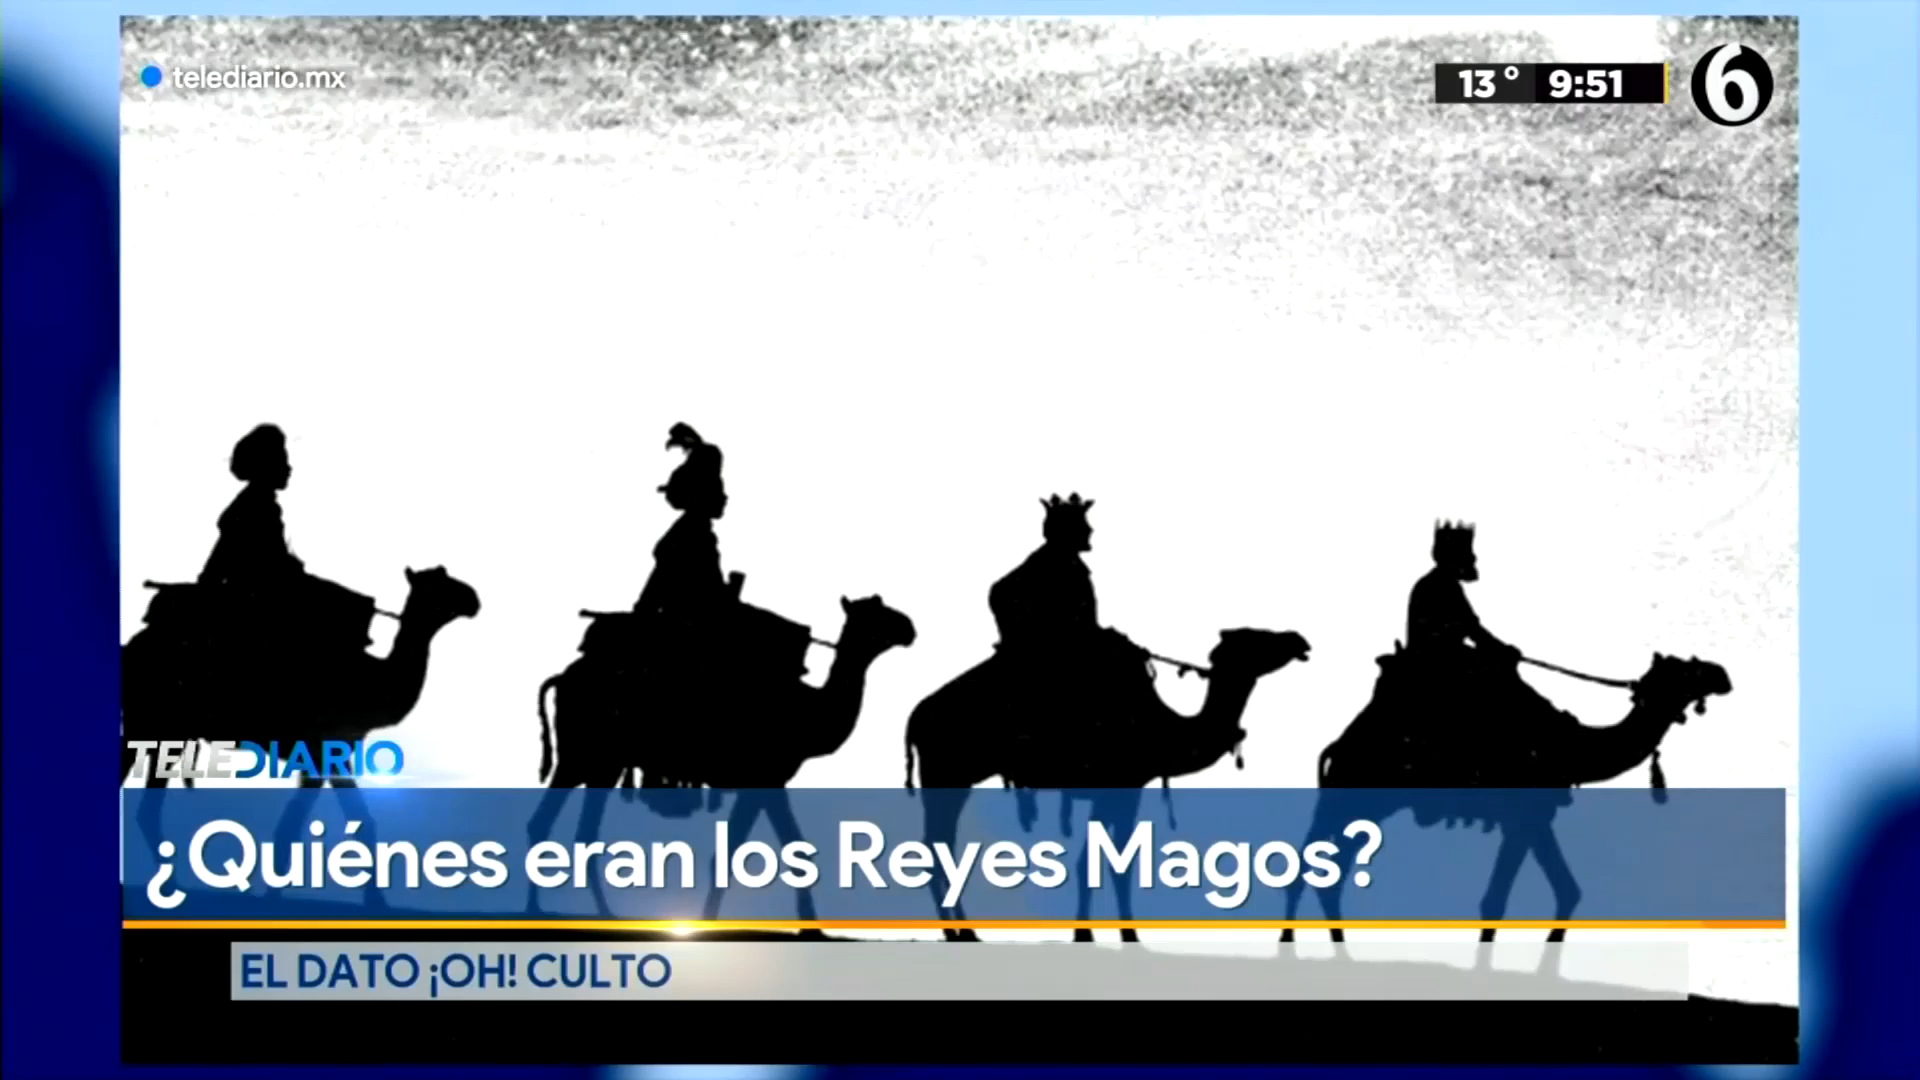 telediario.mx
13° 9:51 6
TELEDIARIO
¿Quiénes eran los Reyes Magos?
EL DATO ¡OH! CULTO